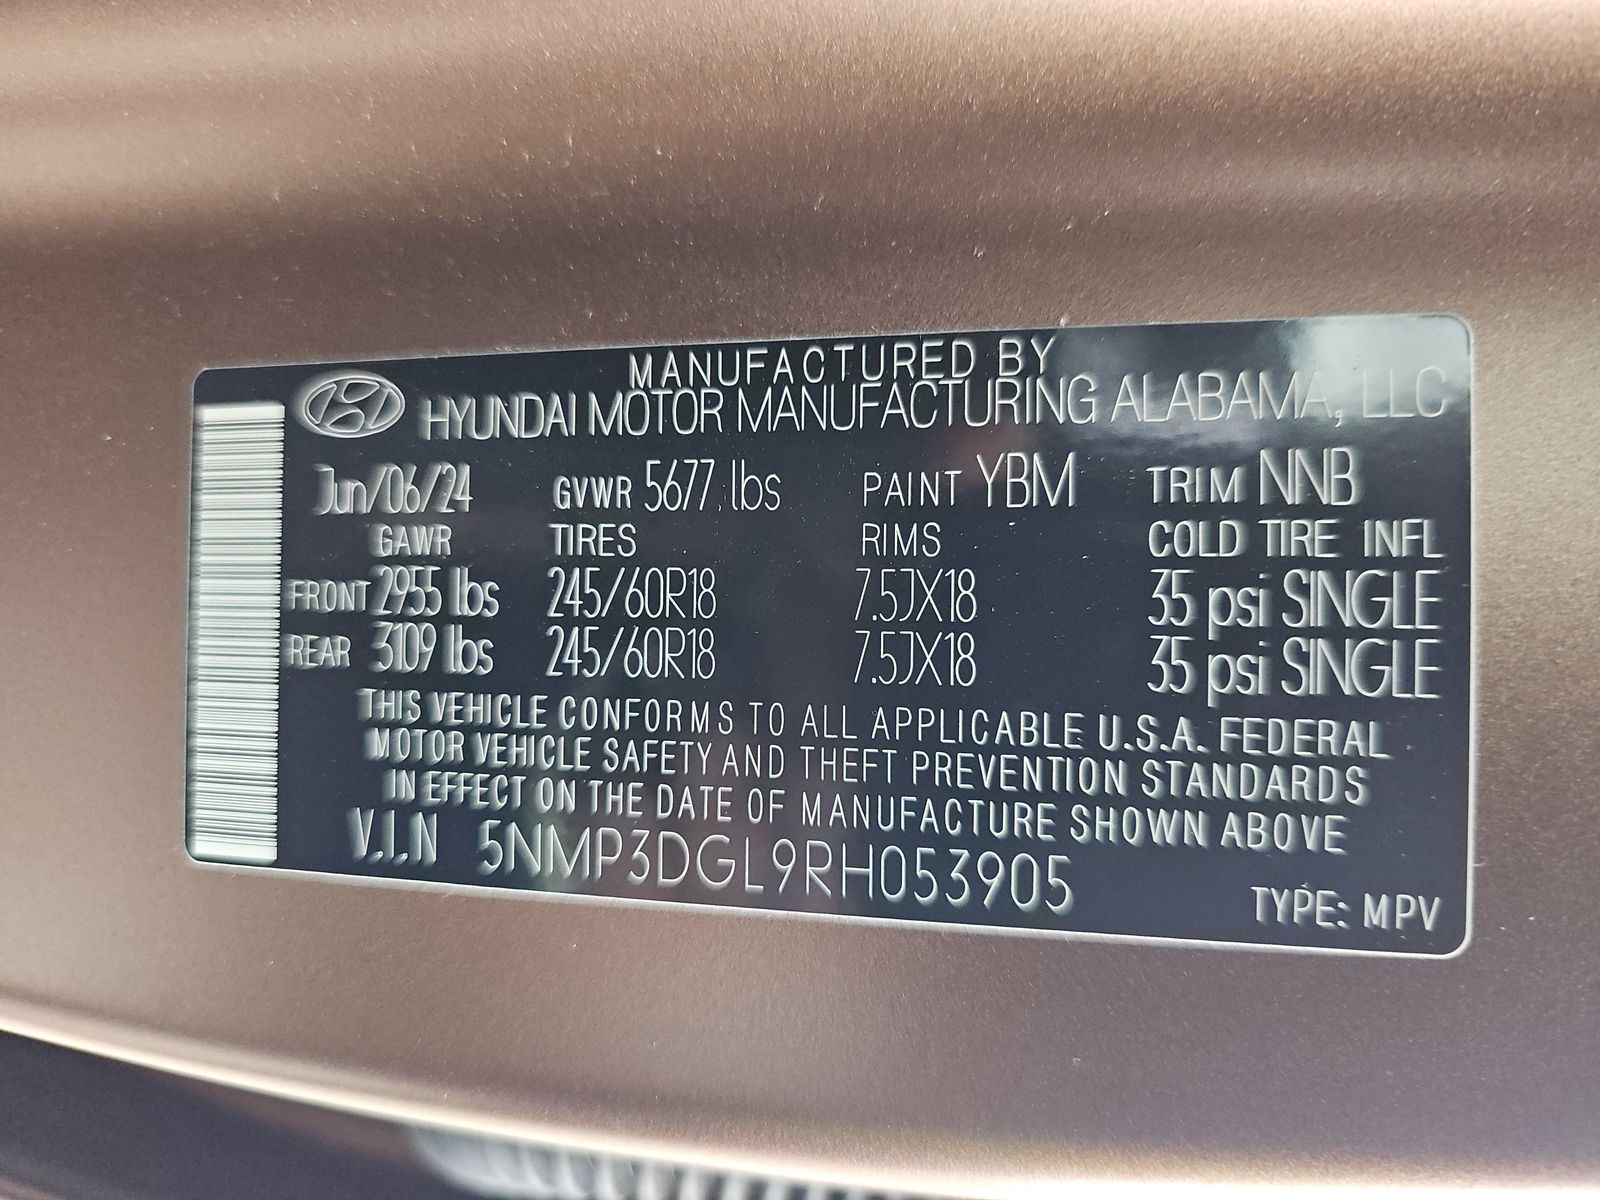 MANUFACTURED BY
HYUNDAI MOTOR MANUFACTURING ALABAMA, LLC
Jun/06/24 GVWR 5677 lbs PAINT YBM TRIM NNB
GAWR TIRES RIMS COLD TIRE INFL
FRONT 2955 lbs 245/60R18 7.5JX18 35 psi SINGLE
REAR 3109 lbs 245/60R18 7.5JX18 35 psi SINGLE
THIS VEHICLE CONFORMS TO ALL APPLICABLE U.S.A. FEDERAL
MOTOR VEHICLE SAFETY AND THEFT PREVENTION STANDARDS
IN EFFECT ON THE DATE OF MANUFACTURE SHOWN ABOVE
V.I.N 5NMP3DGL9RH053905
TYPE: MPV